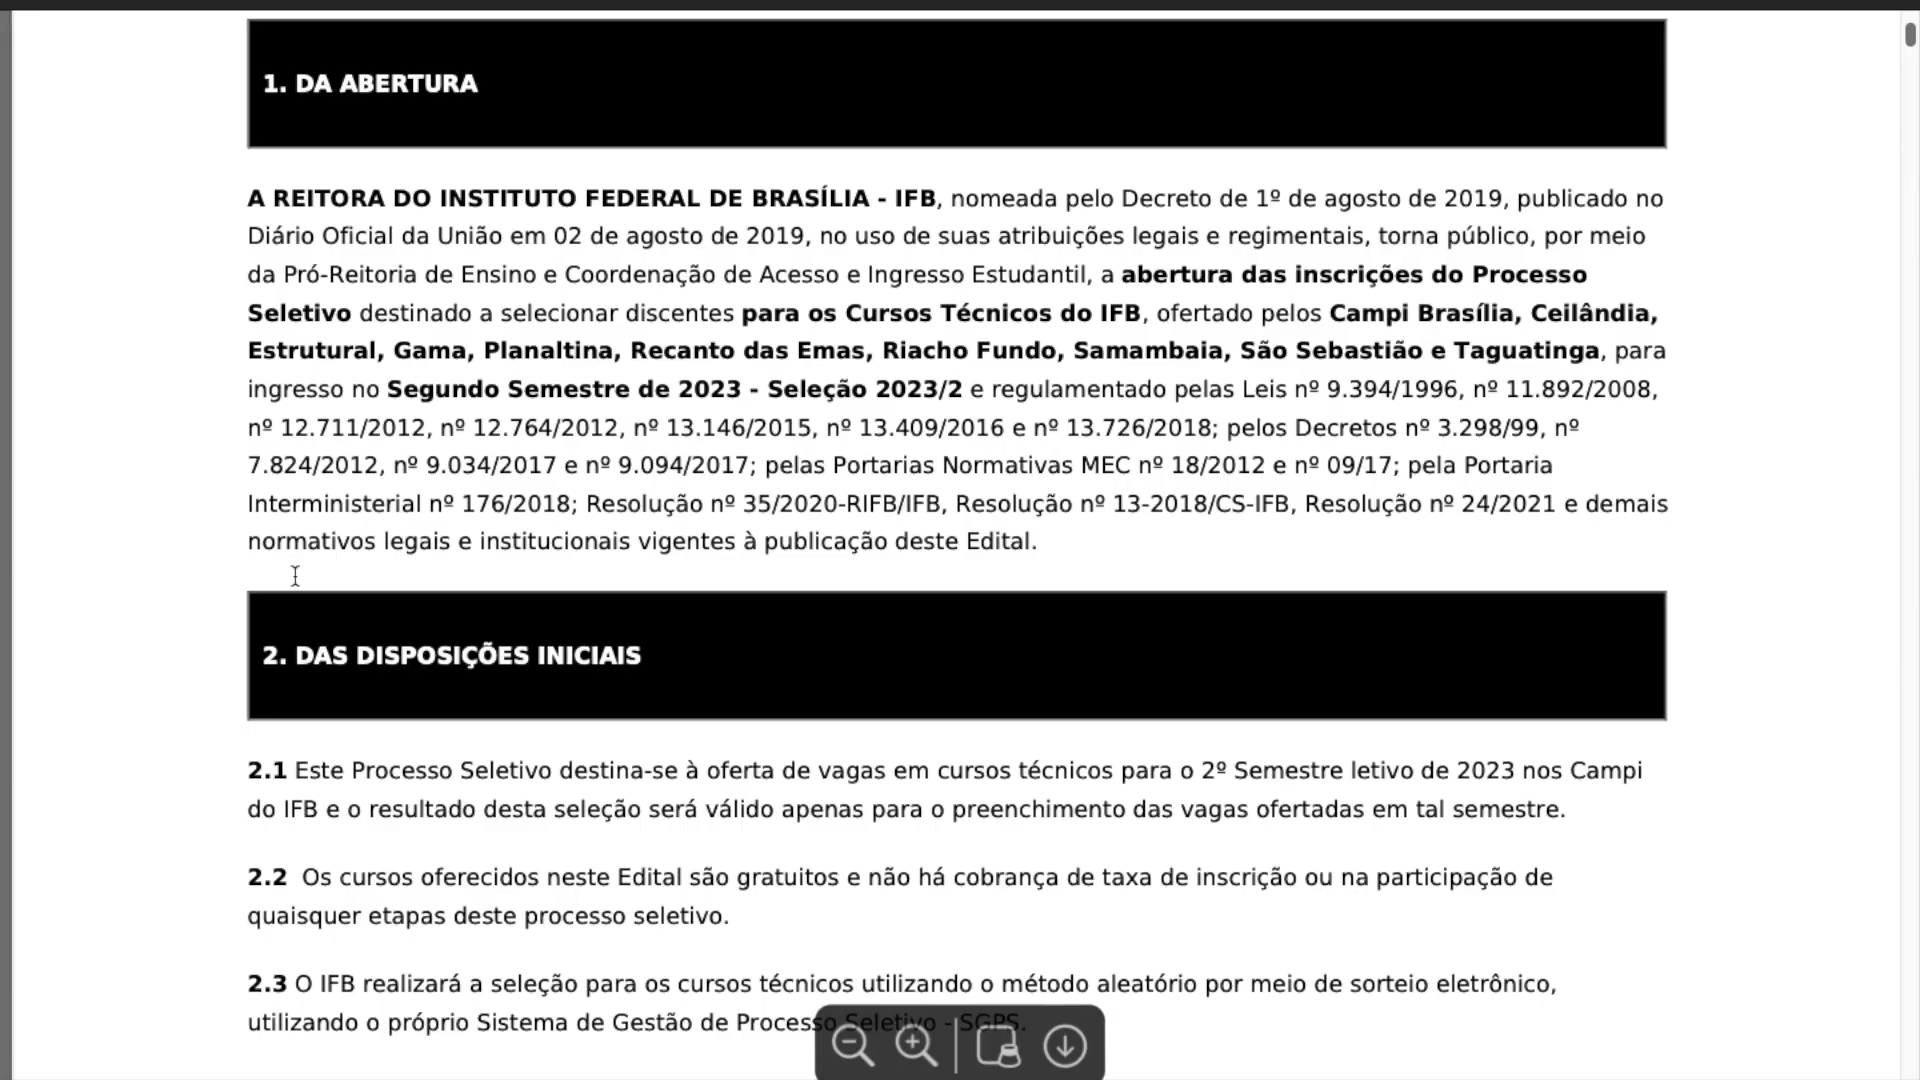 1. DA ABERTURA
A REITORA DO INSTITUTO FEDERAL DE BRASÍLIA - IFB, nomeada pelo Decreto de 1º de agosto de 2019, publicado no
Diário Oficial da União em 02 de agosto de 2019, no uso de suas atribuições legais e regimentais, torna público, por meio
da Pró-Reitoria de Ensino e Coordenação de Acesso e Ingresso Estudantil, a abertura das inscrições do Processo
Seletivo destinado a selecionar discentes para os Cursos Técnicos do IFB, ofertado pelos Campi Brasília, Ceilândia,
Estrutural, Gama, Planaltina, Recanto das Emas, Riacho Fundo, Samambaia, São Sebastião e Taguatinga, para
ingresso no Segundo Semestre de 2023 - Seleção 2023/2 e regulamentado pelas Leis nº 9.394/1996, nº 11.892/2008,
nº 12.711/2012, nº 12.764/2012, nº 13.146/2015, nº 13.409/2016 e nº 13.726/2018; pelos Decretos nº 3.298/99, nº
7.824/2012, nº 9.034/2017 e nº 9.094/2017; pelas Portarias Normativas MEC nº 18/2012 e nº 09/17; pela Portaria
Interministerial nº 176/2018; Resolução nº 35/2020-RIFB/IFB, Resolução nº 13-2018/CS-IFB, Resolução nº 24/2021 e demais
normativos legais e institucionais vigentes à publicação deste Edital.
2. DAS DISPOSIÇÕES INICIAIS
2.1 Este Processo Seletivo destina-se à oferta de vagas em cursos técnicos para o 2º Semestre letivo de 2023 nos Campi
do IFB e o resultado desta seleção será válido apenas para o preenchimento das vagas ofertadas em tal semestre.
2.2 Os cursos oferecidos neste Edital são gratuitos e não há cobrança de taxa de inscrição ou na participação de
quaisquer etapas deste processo seletivo.
2.3 O IFB realizará a seleção para os cursos técnicos utilizando o método aleatório por meio de sorteio eletrônico,
utilizando o próprio Sistema de Gestão de Processo Seletivo - SGPS.